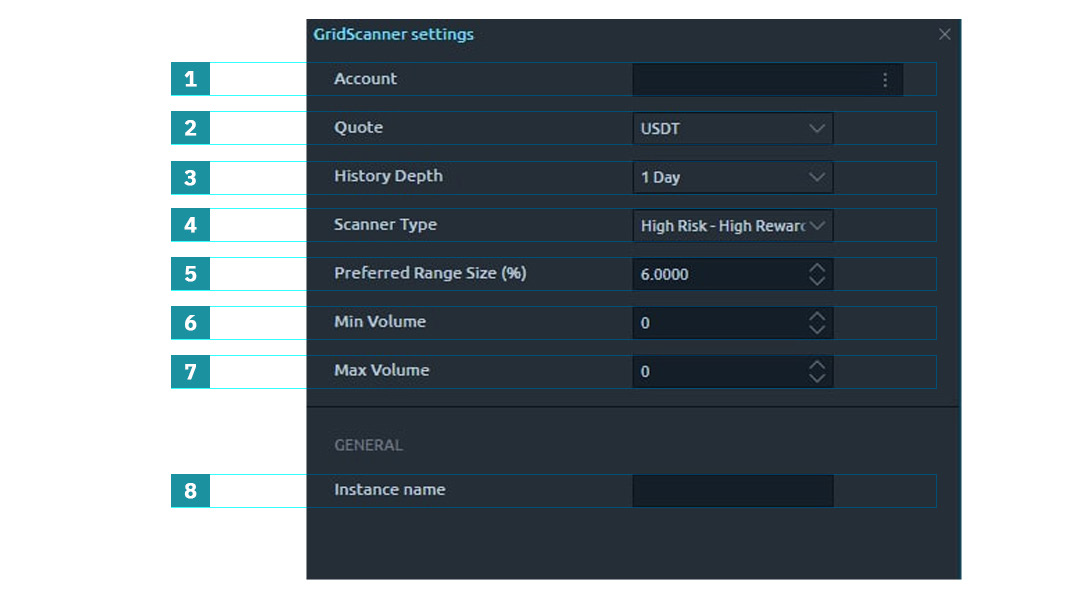 GridScanner settings
1 Account
2 Quote USDT
3 History Depth 1 Day
4 Scanner Type High Risk - High Reward
5 Preferred Range Size (%) 6.0000
6 Min Volume 0
7 Max Volume 0
GENERAL
8 Instance name